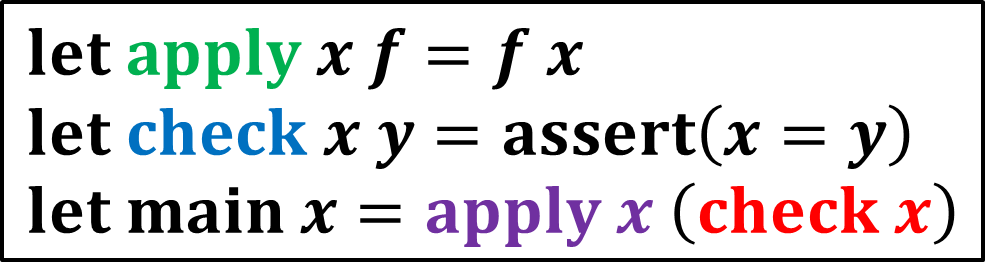 let apply x f = f x
let check x y = assert(x = y)
let main x = apply x (check x)